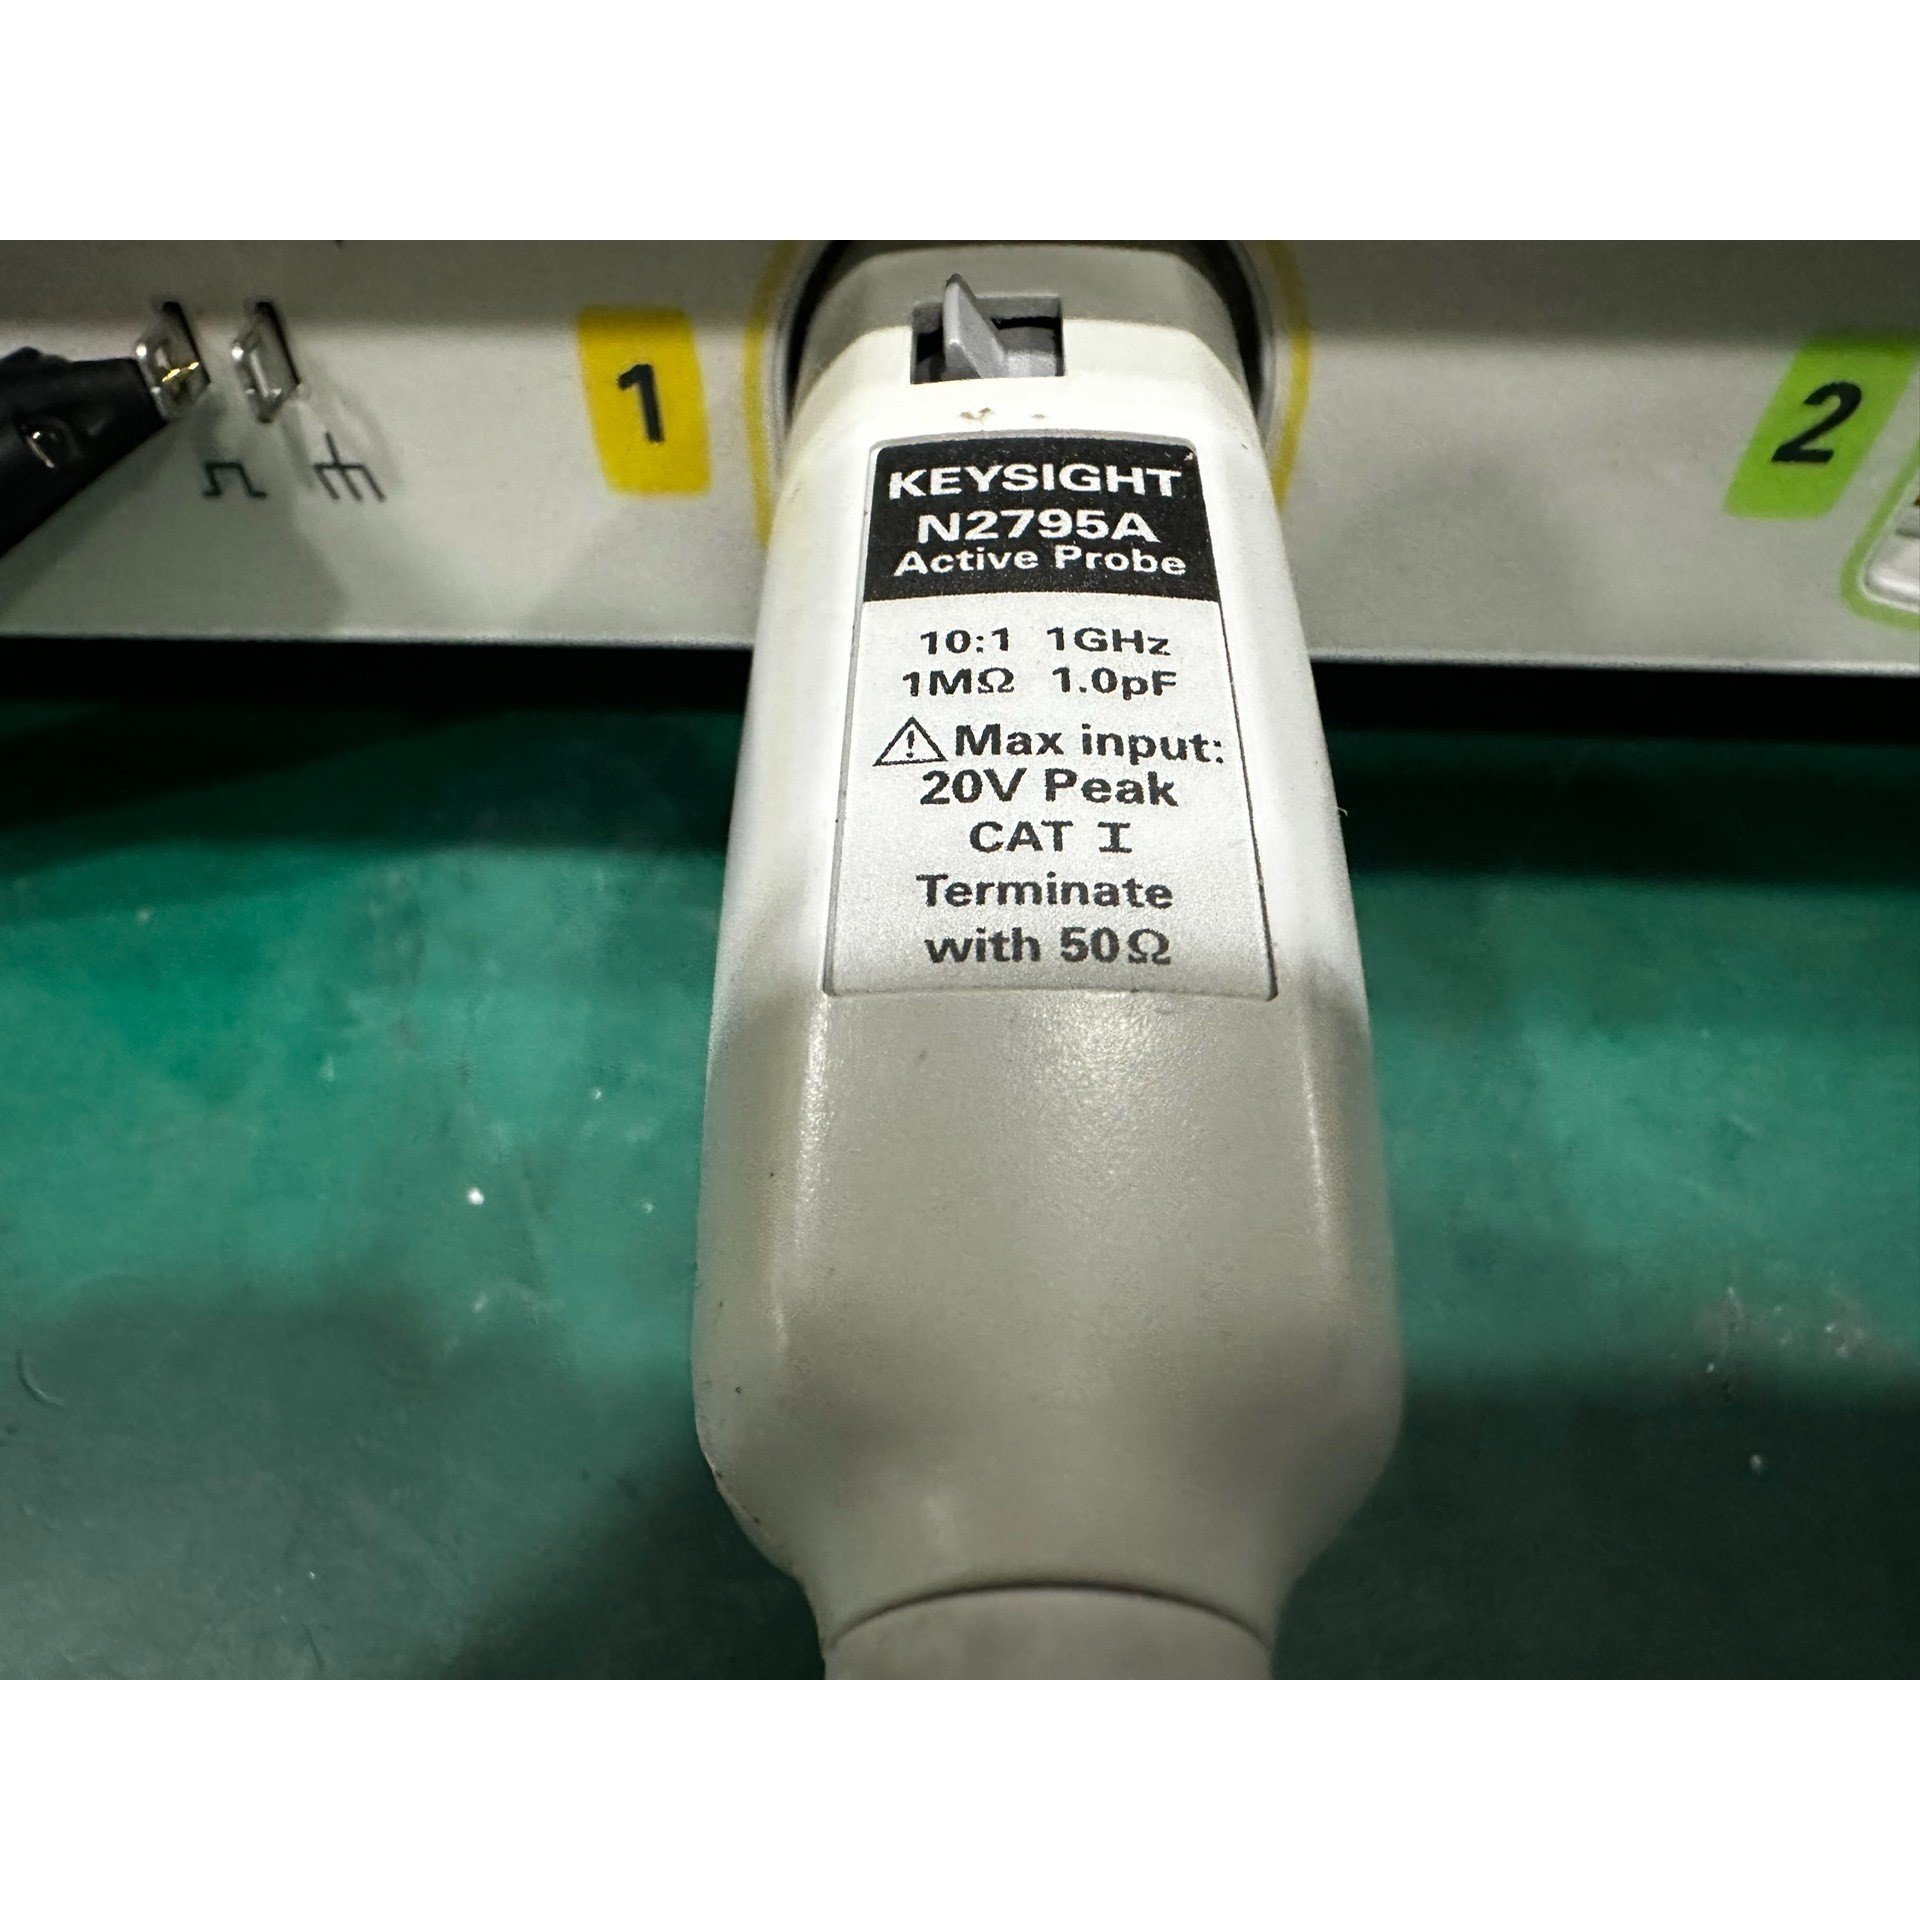 1
2
KEYSIGHT
N2795A
Active Probe
10:1 1GHz
1MΩ 1.0pF
⚠ Max input:
20V Peak
CAT I
Terminate
with 50Ω